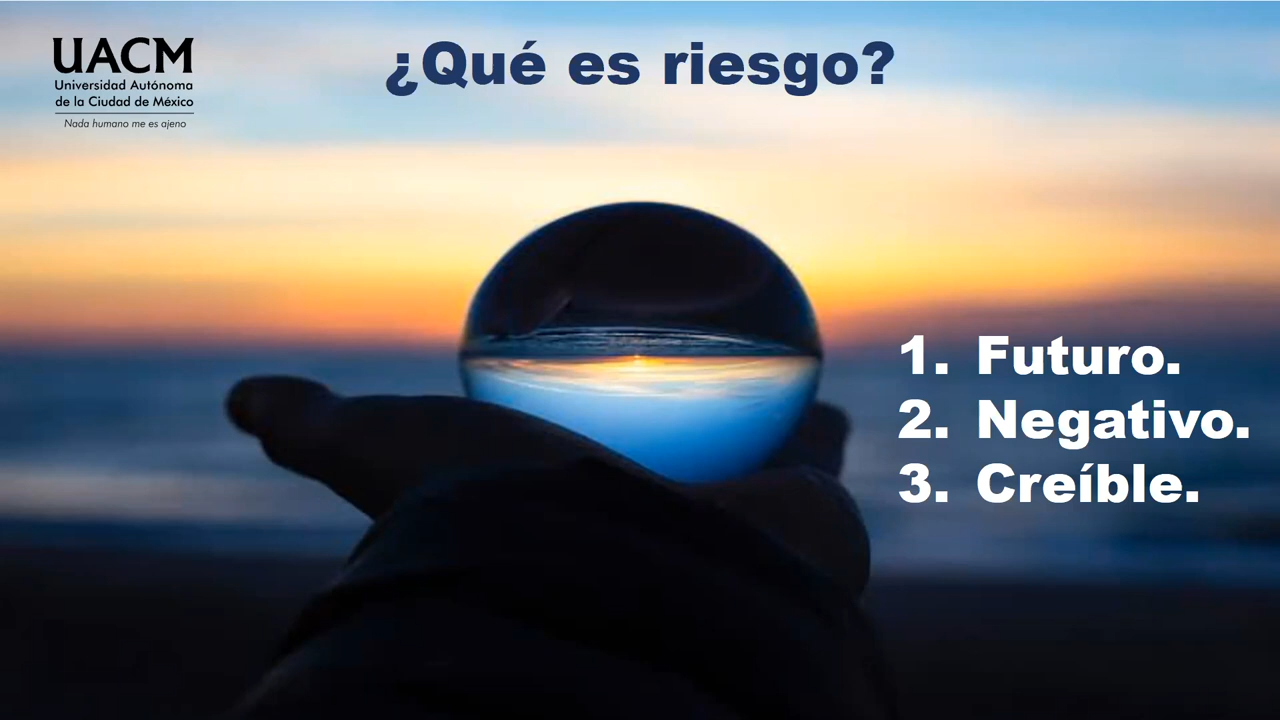 UACM
Universidad Autónoma
de la Ciudad de México
Nada humano me es ajeno
¿Qué es riesgo?
1. Futuro.
2. Negativo.
3. Creíble.